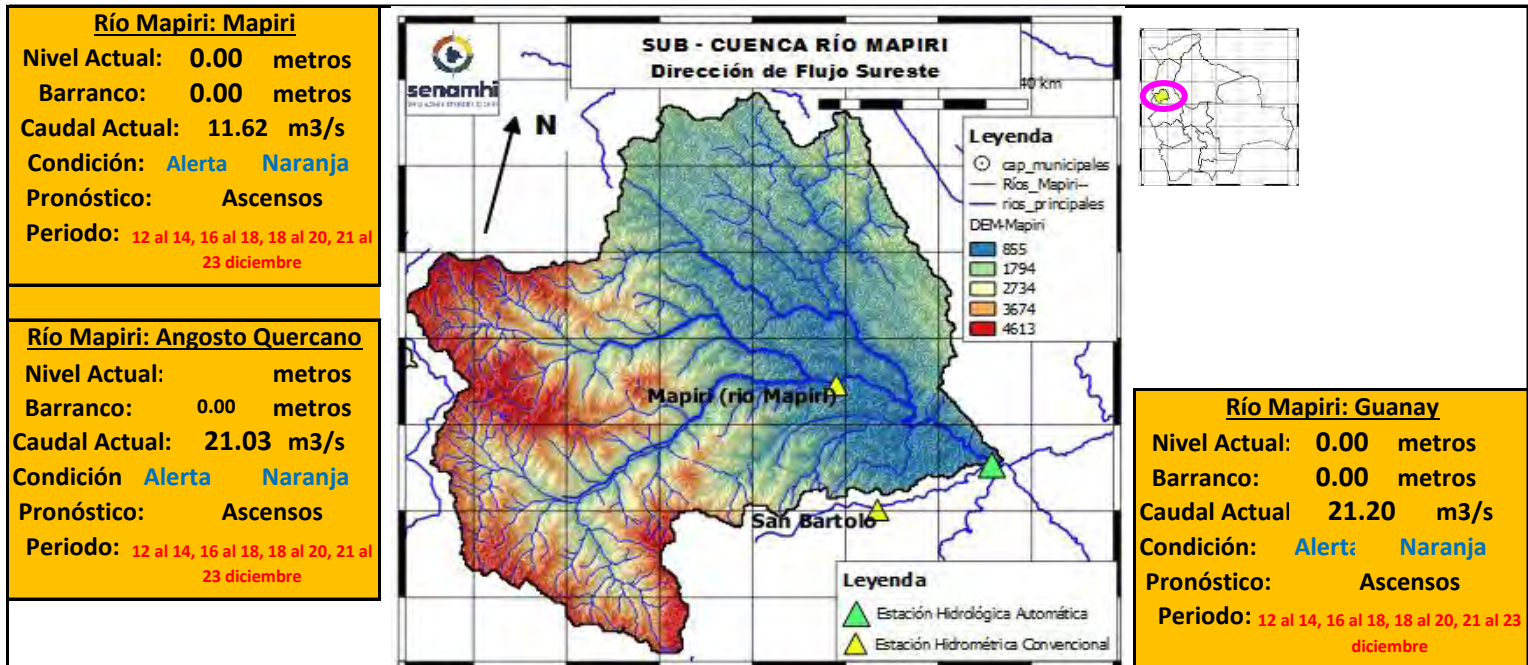 Río Mapiri: Mapiri
Nivel Actual: 0.00 metros
Barranco: 0.00 metros
Caudal Actual: 11.62 m3/s
Condición: Alerta Naranja
Pronóstico: Ascensos
Periodo: 12 al 14, 16 al 18, 18 al 20, 21 al
23 diciembre
Río Mapiri: Angosto Quercano
Nivel Actual: metros
Barranco: 0.00 metros
Caudal Actual: 21.03 m3/s
Condición Alerta Naranja
Pronóstico: Ascensos
Periodo: 12 al 14, 16 al 18, 18 al 20, 21 al
23 diciembre
senamhi
SUB - CUENCA RÍO MAPIRI
Dirección de Flujo Sureste
40 km
N
Leyenda
cap_municipales
Ríos_Mapiri--
rios_principales
DEM-Mapiri
855
1794
2734
3674
4613
Mapiri (rio Mapiri)
San Bartolo
Leyenda
Estación Hidrológica Automática
Estación Hidrométrica Convencional
Río Mapiri: Guanay
Nivel Actual: 0.00 metros
Barranco: 0.00 metros
Caudal Actual 21.20 m3/s
Condición: Alerta Naranja
Pronóstico: Ascensos
Periodo: 12 al 14, 16 al 18, 18 al 20, 21 al 23
diciembre